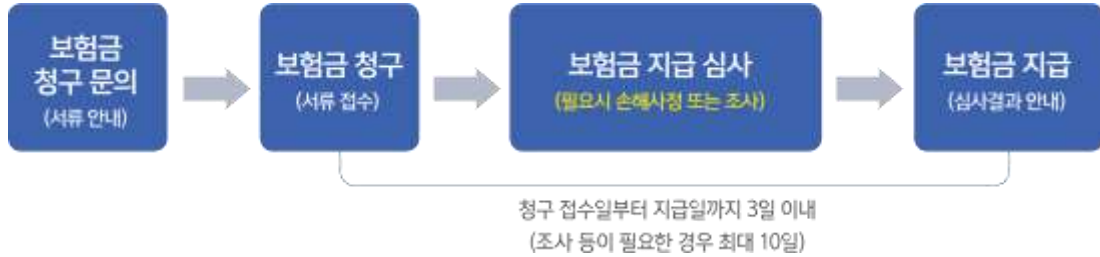 보험금
청구 문의
(서류 안내)
보험금 청구
(서류 접수)
보험금 지급 심사
(필요시 손해사정 또는 조사)
보험금 지급
(심사결과 안내)
청구 접수일부터 지급일까지 3일 이내
(조사 등이 필요한 경우 최대 10일)